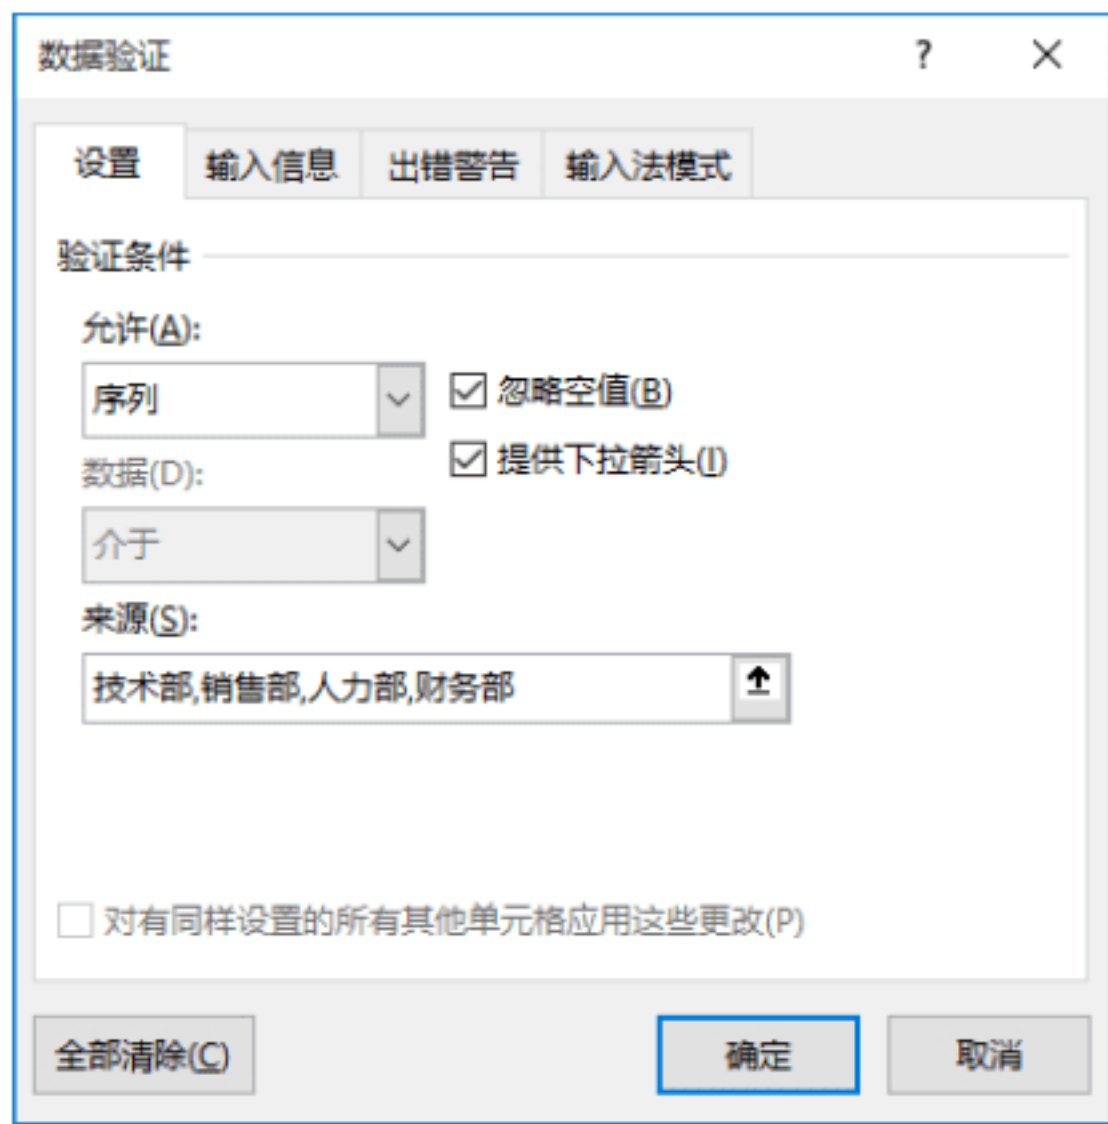 数据验证 ?
设置 输入信息 出错警告 输入法模式
验证条件
允许(A):
序列
忽略空值(B)
提供下拉箭头(I)
数据(D):
介于
来源(S):
技术部,销售部,人力部,财务部
对有同样设置的所有其他单元格应用这些更改(P)
全部清除(C) 确定 取消